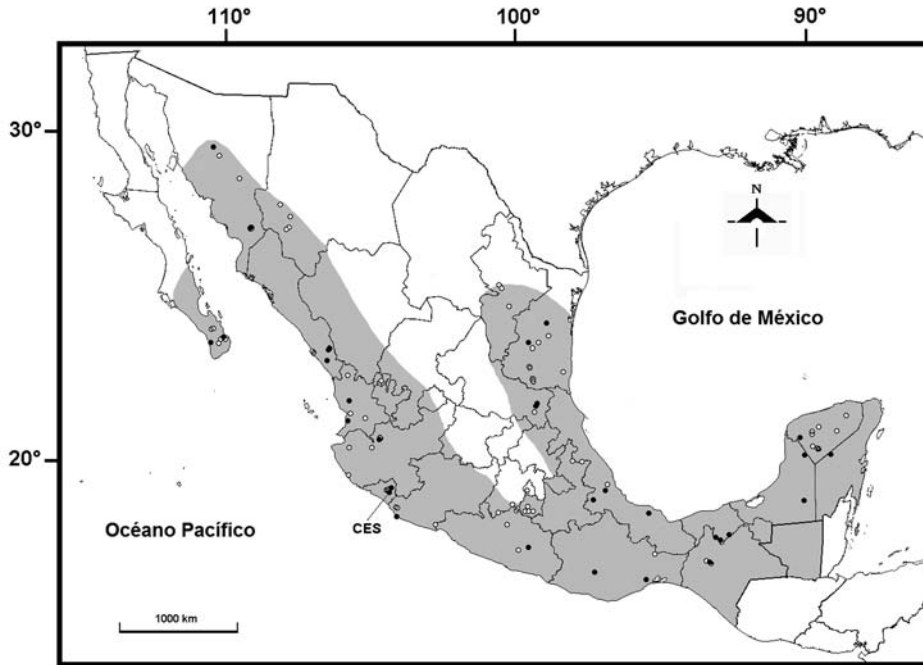 110°
100°
90°
30°
N
Golfo de México
20°
CES
Océano Pacífico
1000 km